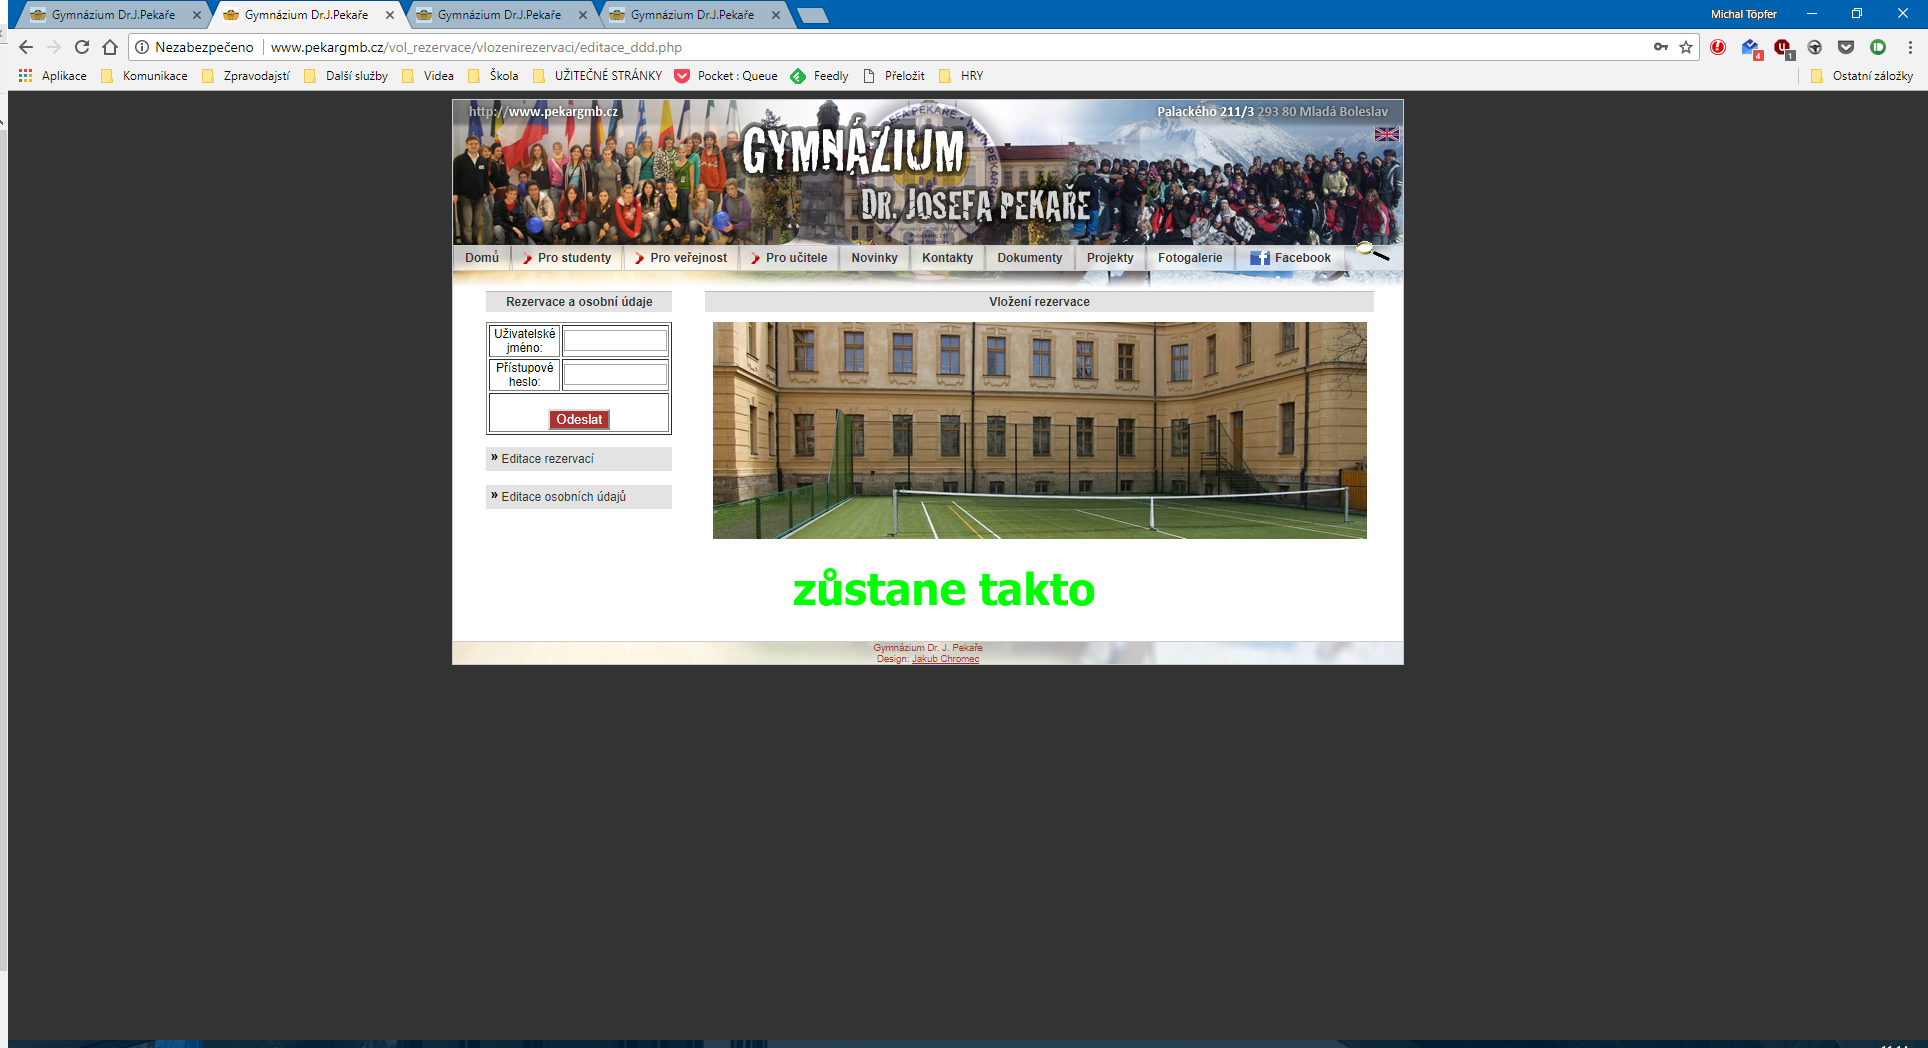 Gymnázium Dr.J.Pekaře
Gymnázium Dr.J.Pekaře
Gymnázium Dr.J.Pekaře
Gymnázium Dr.J.Pekaře
Michal Töpfer
Nezabezpečeno
www.pekargmb.cz/vol_rezervace/vlozenirezervaci/editace_ddd.php
4
1
Aplikace
Komunikace
Zpravodajstí
Další služby
Videa
Škola
UŽITEČNÉ STRÁNKY
Pocket : Queue
Feedly
Přeložit
HRY
Ostatní záložky
http://www.pekargmb.cz
Palackého 211/3 293 80 Mladá Boleslav
GYMNÁZIUM
DR. JOSEFA PEKAŘE
Domů
Pro studenty
Pro veřejnost
Pro učitele
Novinky
Kontakty
Dokumenty
Projekty
Fotogalerie
Facebook
Rezervace a osobní údaje
Uživatelské
jméno:
Přístupové
heslo:
Odeslat
» Editace rezervací
» Editace osobních údajů
Vložení rezervace
zůstane takto
Gymnázium Dr. J. Pekaře
Design: Jakub Chromec